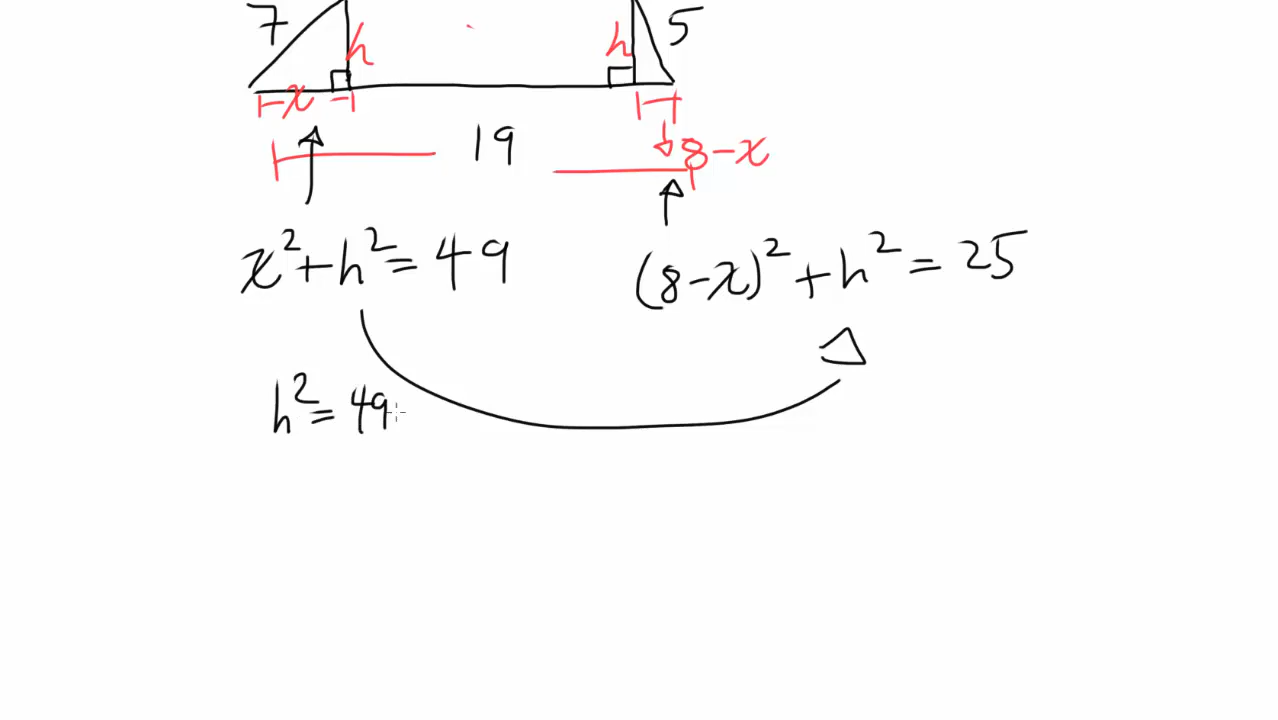 7 h h 5
x
19 8-x
x²+h²=49 (8-x)²+h²=25
h²=49